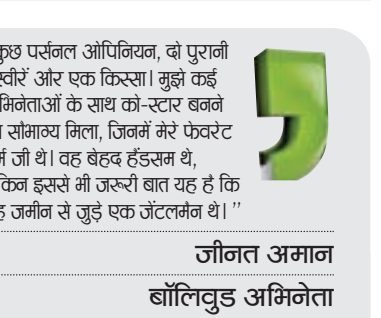 कुछ पर्सनल ओपिनियन, दो पुरानी
स्वीरें और एक किस्सा। मुझे कई
भिनेताओं के साथ को-स्टार बनने
सौभाग्य मिला, जिनमें मेरे फेवरेट
जी थे। वह बेहद हैंडसम थे,
किन इससे भी जरूरी बात यह है कि
ह जमीन से जुड़े एक जेंटलमैन थे। ’’
जीनत अमान
बॉलिवुड अभिनेता